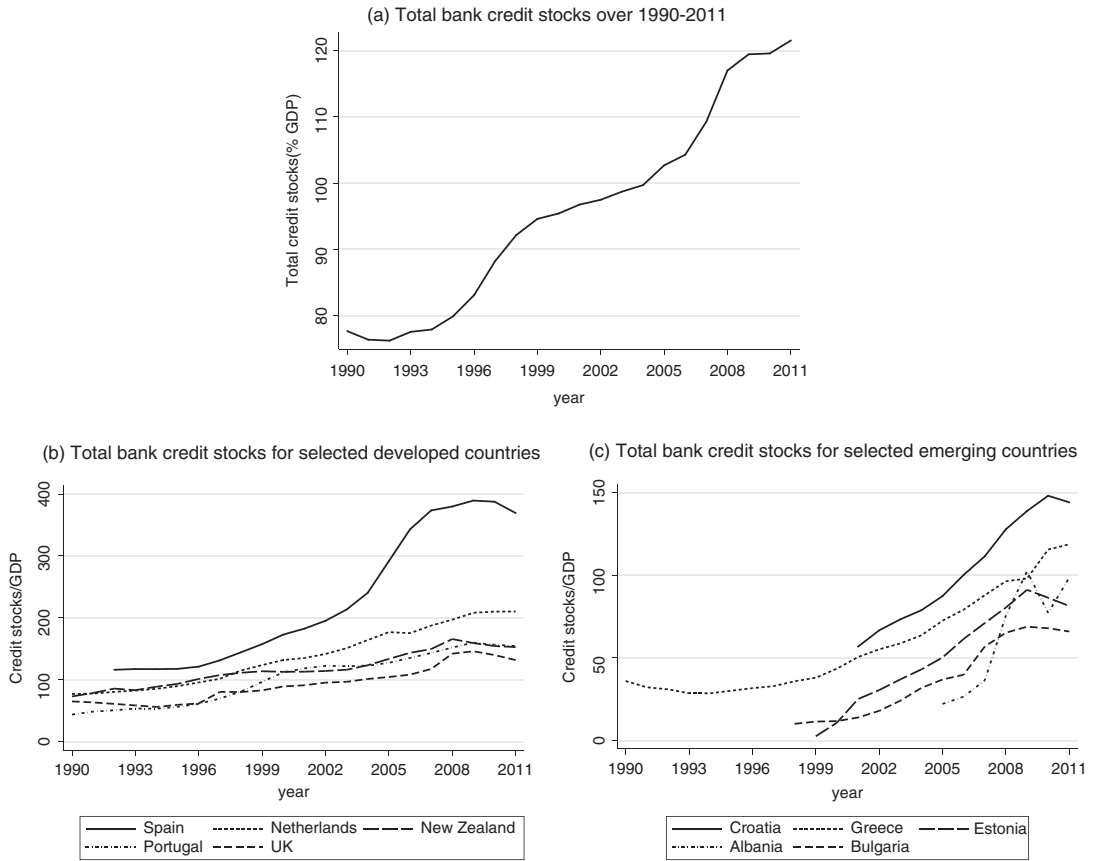 (a) Total bank credit stocks over 1990-2011
Total credit stocks(% GDP)
120
110
100
90
80
1990 1993 1996 1999 2002 2005 2008 2011
year
(b) Total bank credit stocks for selected developed countries
Credit stocks/GDP
400
300
200
100
0
1990 1993 1996 1999 2002 2005 2008 2011
year
Spain Netherlands New Zealand
Portugal UK
(c) Total bank credit stocks for selected emerging countries
Credit stocks/GDP
150
100
50
0
1990 1993 1996 1999 2002 2005 2008 2011
year
Croatia Greece Estonia
Albania Bulgaria